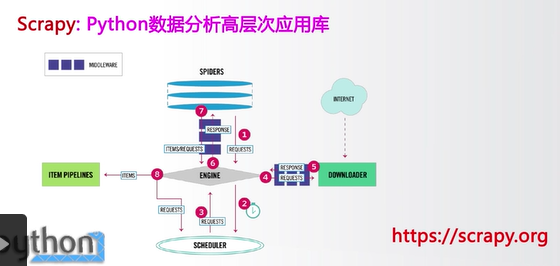 Scrapy: Python数据分析高层次应用库
MIDDLEWARE
SPIDERS
INTERNET
7
RESPONSE
1
ITEMS/REQUESTS
REQUESTS
6
8
ENGINE
4
RESPONSE
5
REQUESTS
ITEM PIPELINES
ITEMS
DOWNLOADER
REQUESTS
3
REQUESTS
2
REQUESTS
SCHEDULER
python
https://scrapy.org